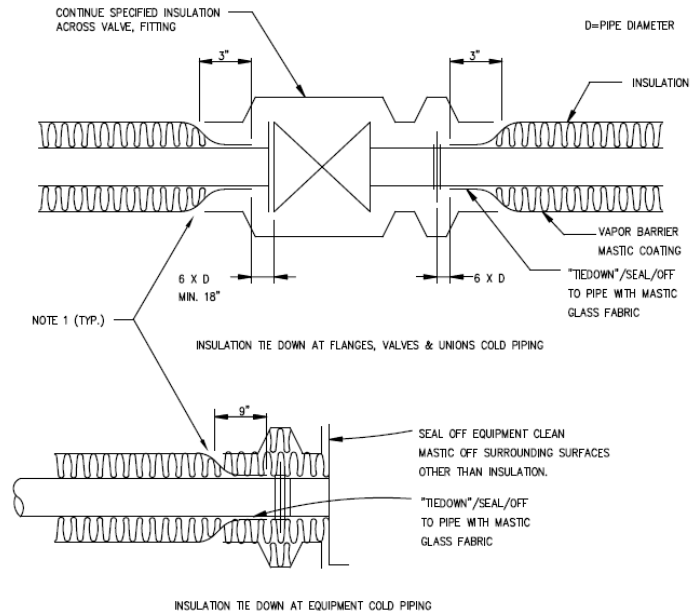 CONTINUE SPECIFIED INSULATION
ACROSS VALVE, FITTING
D=PIPE DIAMETER
3"
3"
INSULATION
VAPOR BARRIER
MASTIC COATING
6 X D
MIN. 18"
6 X D
"TIEDOWN"/SEAL/OFF
TO PIPE WITH MASTIC
GLASS FABRIC
NOTE 1 (TYP.)
INSULATION TIE DOWN AT FLANGES, VALVES & UNIONS COLD PIPING
9"
SEAL OFF EQUIPMENT CLEAN
MASTIC OFF SURROUNDING SURFACES
OTHER THAN INSULATION.
"TIEDOWN"/SEAL/OFF
TO PIPE WITH MASTIC
GLASS FABRIC
INSULATION TIE DOWN AT EQUIPMENT COLD PIPING